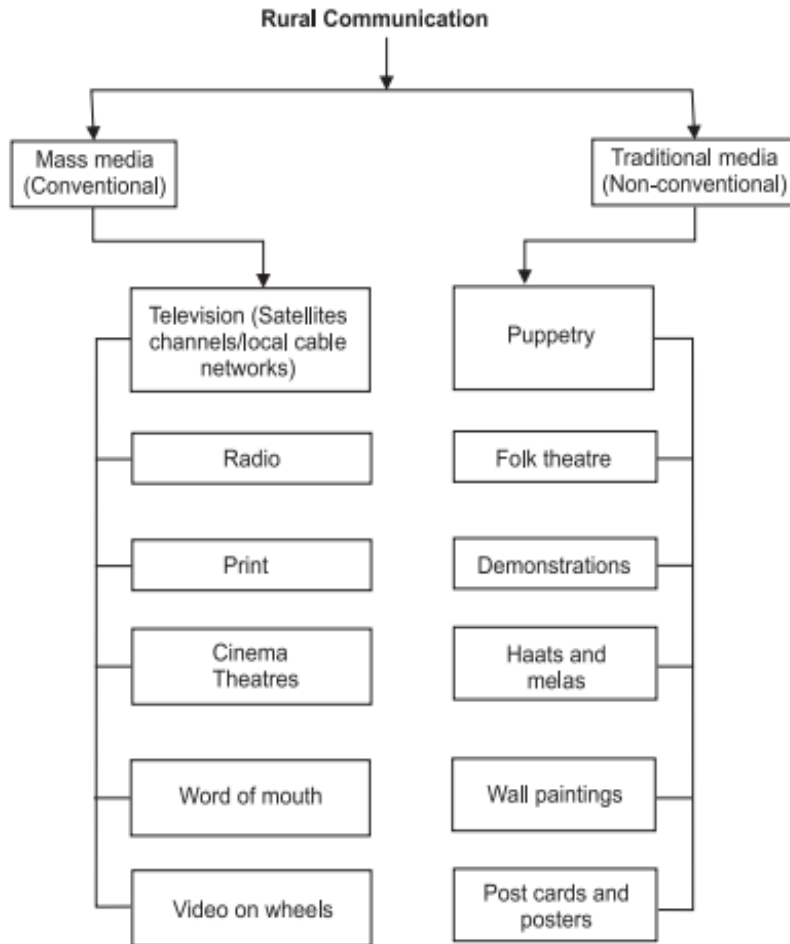 Rural Communication
Mass media
(Conventional)
Traditional media
(Non-conventional)
Television (Satellites
channels/local cable
networks)
Radio
Print
Cinema
Theatres
Word of mouth
Video on wheels
Puppetry
Folk theatre
Demonstrations
Haats and
melas
Wall paintings
Post cards and
posters